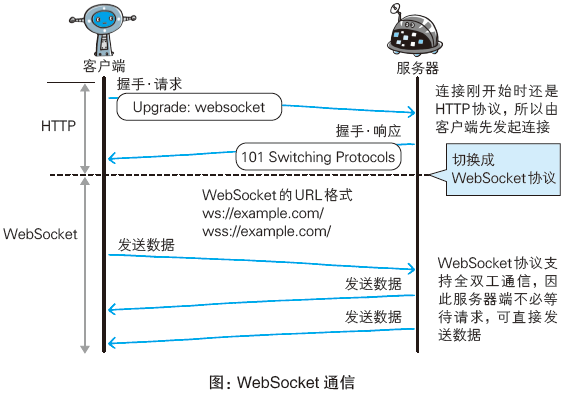 客户端
服务器
握手·请求
Upgrade: websocket
连接刚开始时还是
HTTP协议，所以由
客户端先发起连接
HTTP
握手·响应
101 Switching Protocols
切换成
WebSocket协议
WebSocket的URL格式
ws://example.com/
wss://example.com/
WebSocket
发送数据
WebSocket协议支
持全双工通信，因
此服务器端不必等
待请求，可直接发
送数据
发送数据
发送数据
图：WebSocket 通信